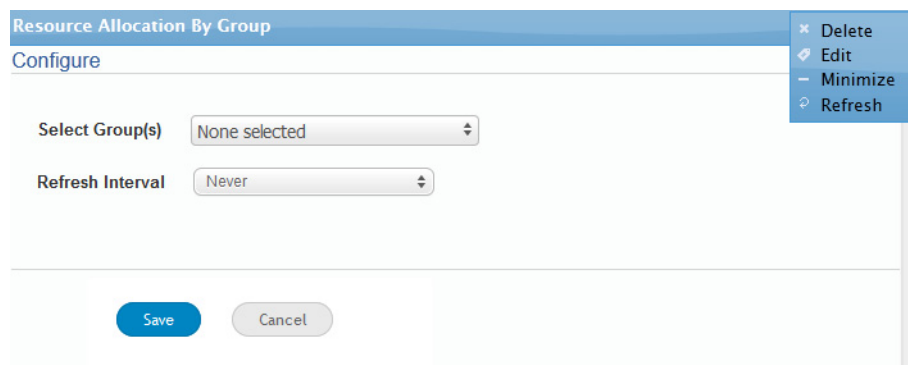 Resource Allocation By Group
Delete
Edit
Minimize
Refresh
Configure
Select Group(s) None selected
Refresh Interval Never
Save Cancel